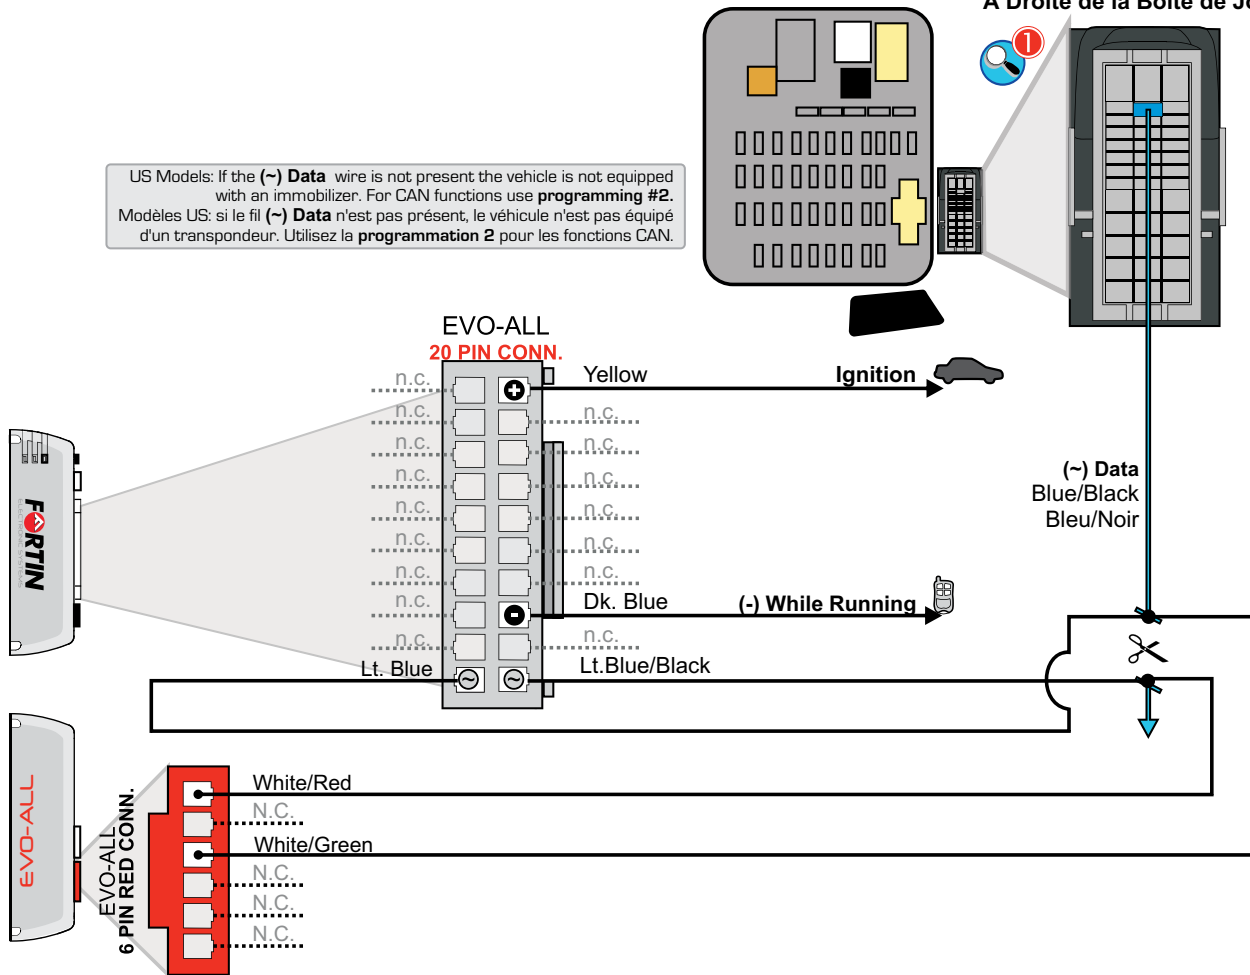 A Droite de la Boîte de Jo
1
US Models: If the (~) Data wire is not present the vehicle is not equipped
with an immobilizer. For CAN functions use programming #2.
Modèles US: si le fil (~) Data n'est pas présent, le véhicule n'est pas équipé
d'un transpondeur. Utilisez la programmation 2 pour les fonctions CAN.
EVO-ALL
20 PIN CONN.
n.c.
Yellow
Ignition
n.c.
n.c.
n.c.
n.c.
n.c.
n.c.
n.c.
n.c.
n.c.
n.c.
n.c.
n.c.
n.c.
Dk. Blue
(-) While Running
n.c.
n.c.
Lt. Blue
Lt.Blue/Black
(~) Data
Blue/Black
Bleu/Noir
FORTIN
ELECTRONIC SYSTEMS
EVO-ALL
EVO-ALL
6 PIN RED CONN.
White/Red
N.C.
White/Green
N.C.
N.C.
N.C.